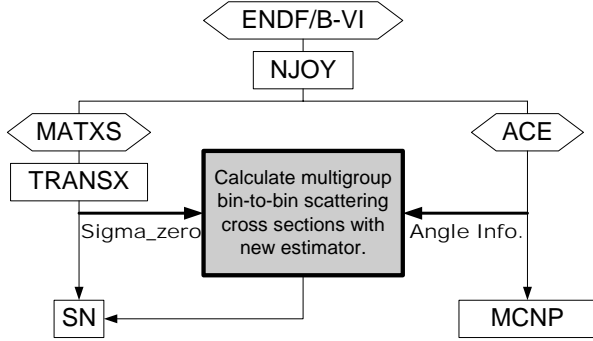 ENDF/B-VI
NJOY
MATXS
ACE
TRANSX
Calculate multigroup
bin-to-bin scattering
cross sections with
new estimator.
Sigma_zero
Angle Info.
SN
MCNP